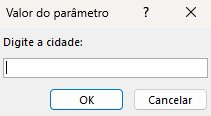 Valor do parâmetro ? ×
Digite a cidade:
OK Cancelar